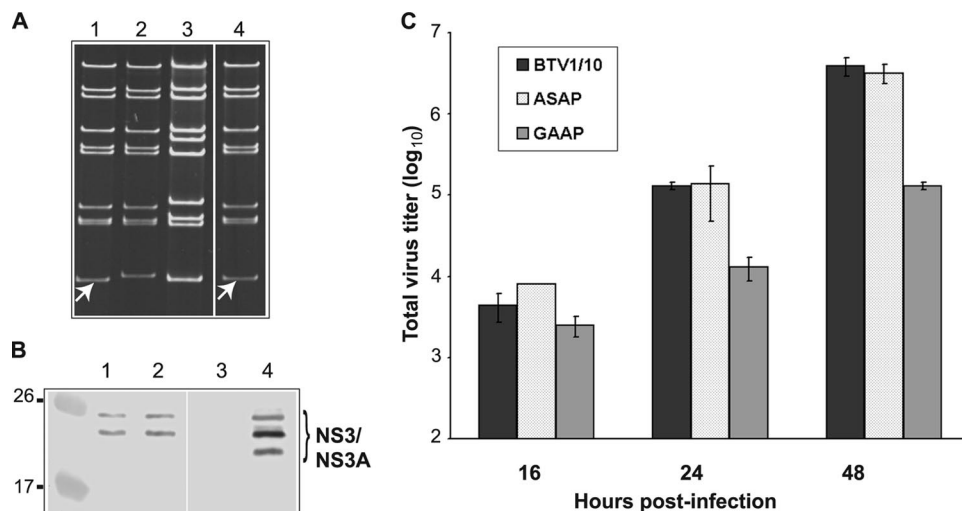 A
1 2 3 4
B
1 2 3 4
26
17
NS3/
NS3A
C
Total virus titer (log10)
7
6
5
4
3
2
BTV1/10
ASAP
GAAP
16 24 48
Hours post-infection